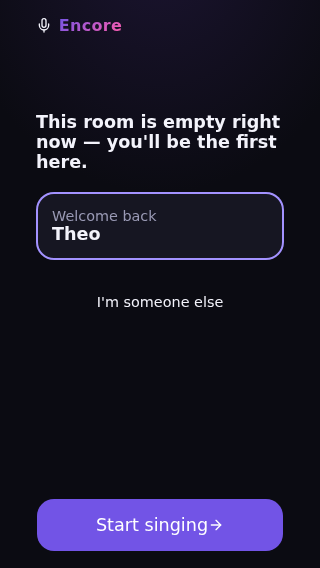 Encore
This room is empty right
now — you'll be the first
here.
Welcome back
Theo
I'm someone else
Start singing→